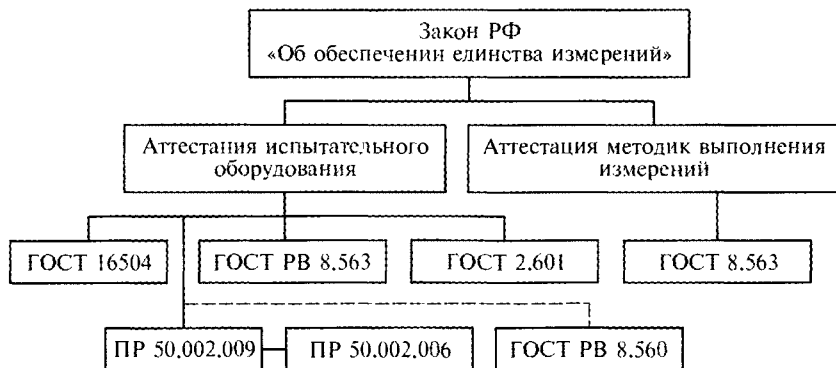 Закон РФ
«Об обеспечении единства измерений»
Аттестация испытательного
оборудования
Аттестация методик выполнения
измерений
ГОСТ 16504
ГОСТ РВ 8.563
ГОСТ 2.601
ГОСТ 8.563
ПР 50.002.009
ПР 50.002.006
ГОСТ РВ 8.560